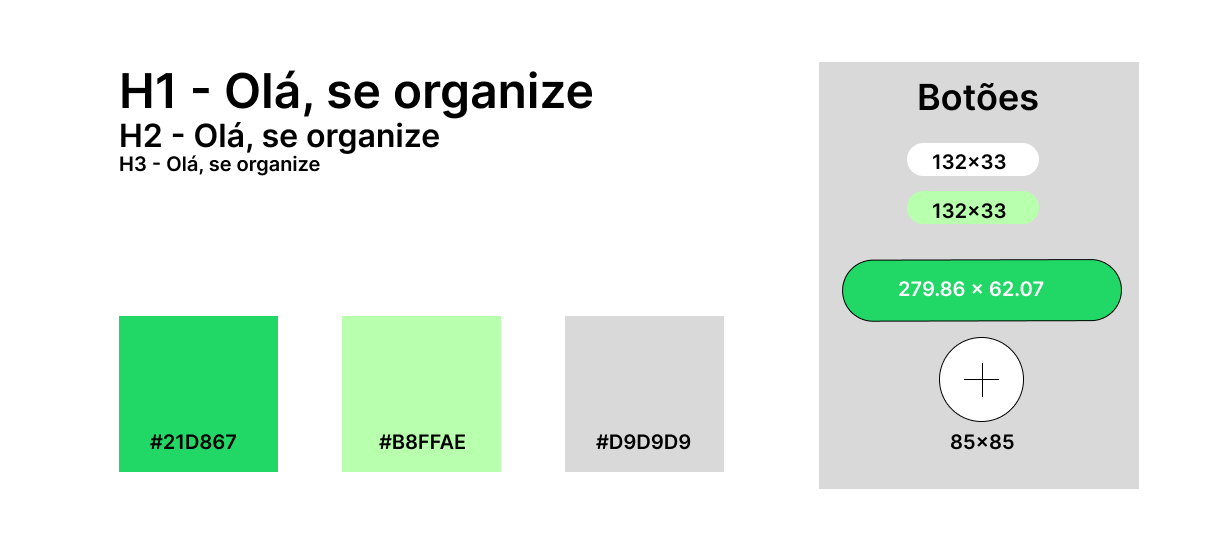 H1 - Olá, se organize
H2 - Olá, se organize
H3 - Olá, se organize
#21D867
#B8FFAE
#D9D9D9
Botões
132×33
132×33
279.86 × 62.07
85×85